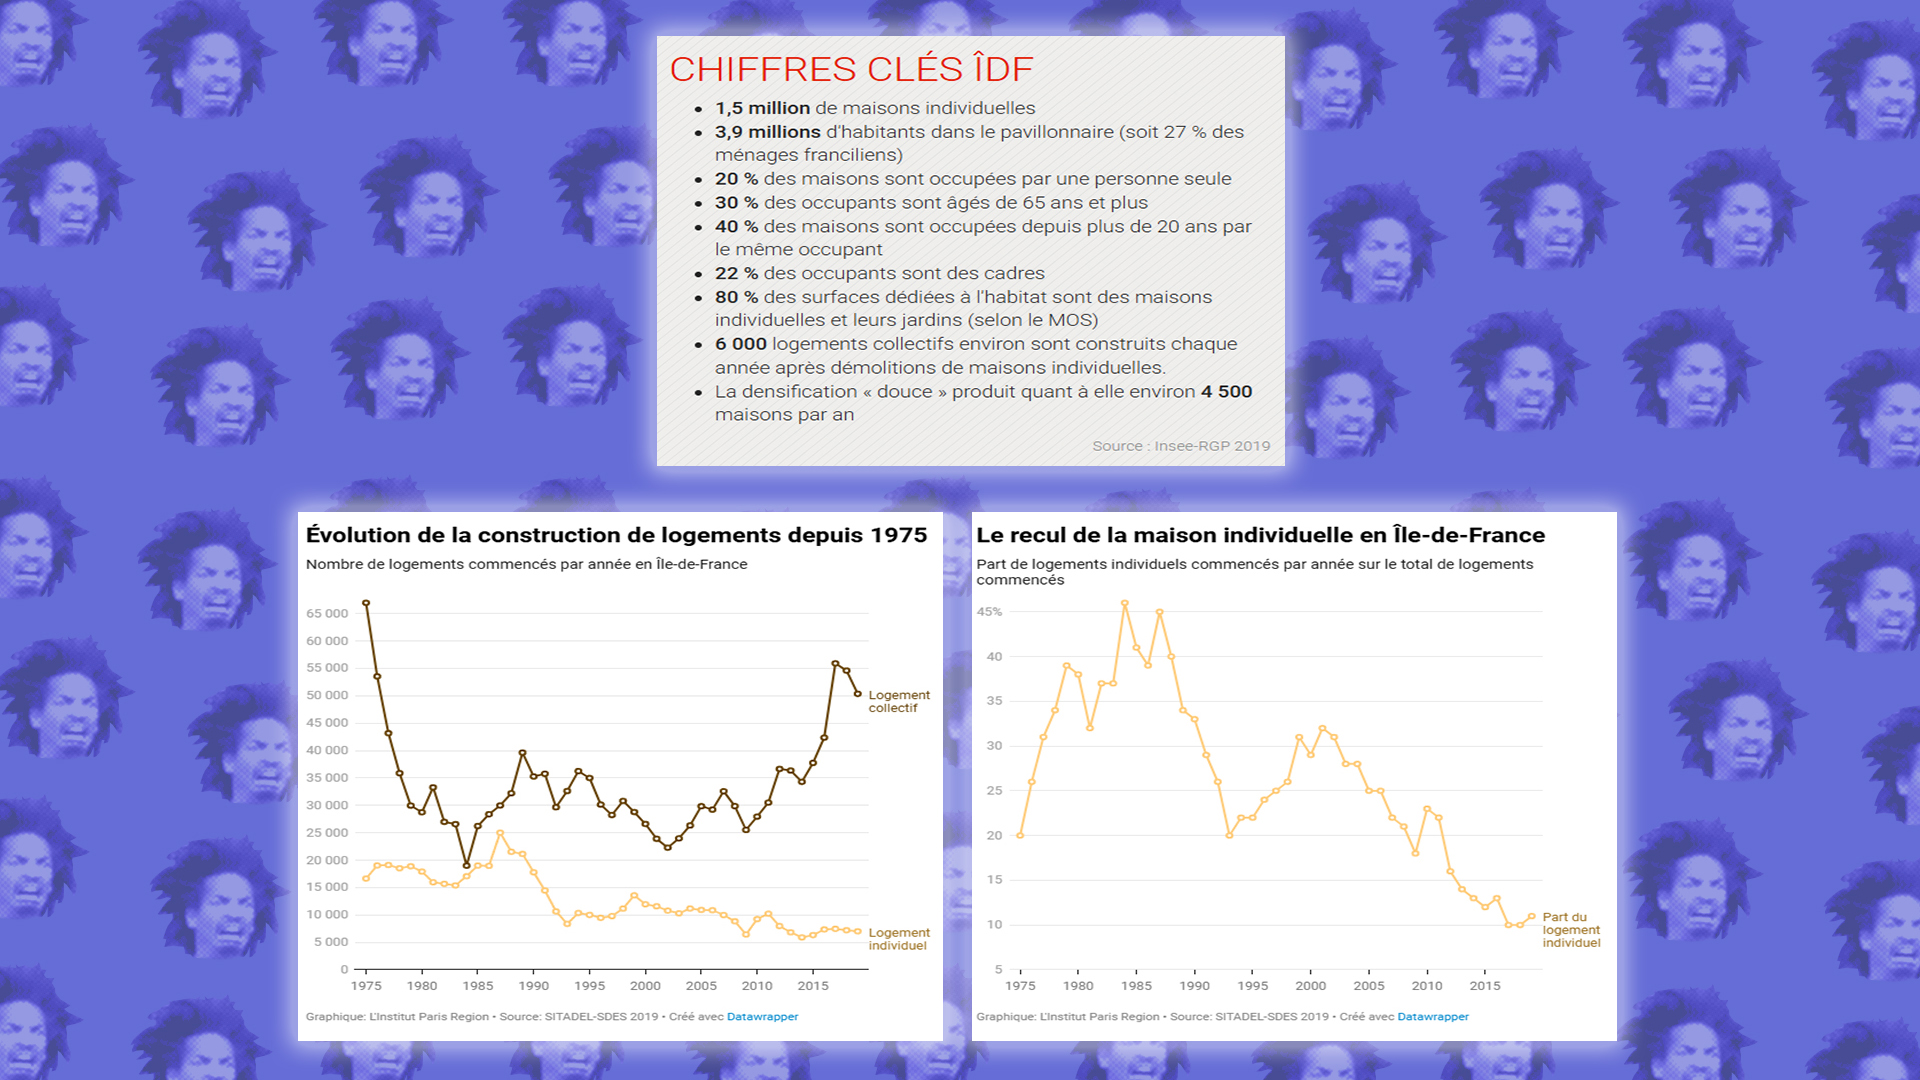 CHIFFRES CLÉS ÎDF
• 1,5 million de maisons individuelles
• 3,9 millions d'habitants dans le pavillonnaire (soit 27 % des
ménages franciliens)
• 20 % des maisons sont occupées par une personne seule
• 30 % des occupants sont âgés de 65 ans et plus
• 40 % des maisons sont occupées depuis plus de 20 ans par
le même occupant
• 22 % des occupants sont des cadres
• 80 % des surfaces dédiées à l'habitat sont des maisons
individuelles et leurs jardins (selon le MOS)
• 6 000 logements collectifs environ sont construits chaque
année après démolitions de maisons individuelles.
• La densification « douce » produit quant à elle environ 4 500
maisons par an
Source : Insee-RGP 2019
Évolution de la construction de logements depuis 1975
Nombre de logements commencés par année en Île-de-France
65 000
60 000
55 000
50 000
45 000
40 000
35 000
30 000
25 000
20 000
15 000
10 000
5 000
0
Logement
collectif
Logement
individuel
1975 1980 1985 1990 1995 2000 2005 2010 2015
Graphique: L'Institut Paris Region • Source: SITADEL-SDES 2019 • Créé avec Datawrapper
Le recul de la maison individuelle en Île-de-France
Part de logements individuels commencés par année sur le total de logements
commencés
45%
40
35
30
25
20
15
10
5
Part du
logement
individuel
1975 1980 1985 1990 1995 2000 2005 2010 2015
Graphique: L'Institut Paris Region • Source: SITADEL-SDES 2019 • Créé avec Datawrapper